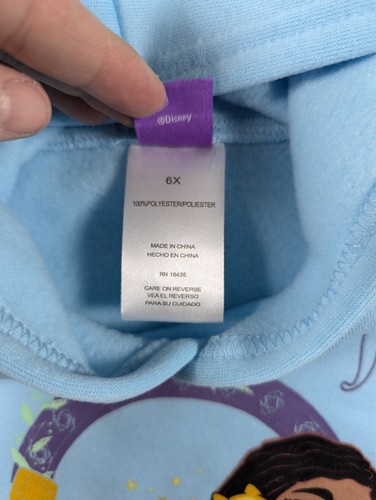 ©Disney
6X
100%POLYESTER/POLIESTER
MADE IN CHINA
HECHO EN CHINA
RN 16435
CARE ON REVERSE
VEA EL REVERSO
PARA SU CUIDADO